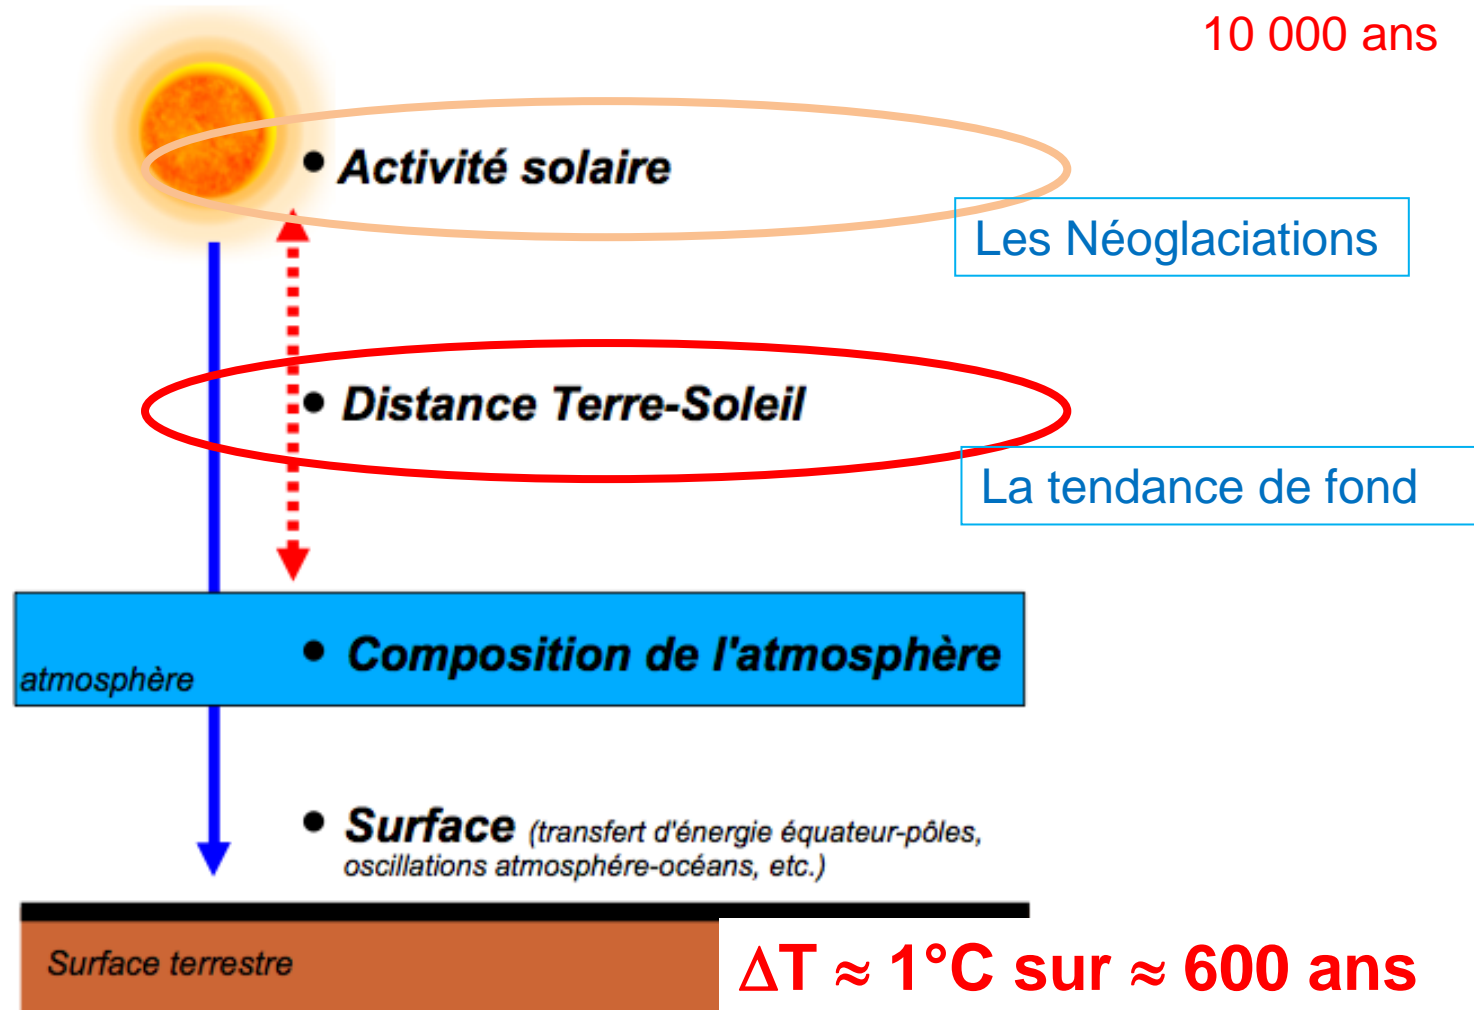 10 000 ans
• Activité solaire
Les Néoglaciations
• Distance Terre-Soleil
La tendance de fond
• Composition de l'atmosphère
atmosphère
• Surface (transfert d'énergie équateur-pôles,
oscillations atmosphére-océans, etc.)
Surface terrestre
ΔT ≈ 1°C sur ≈ 600 ans